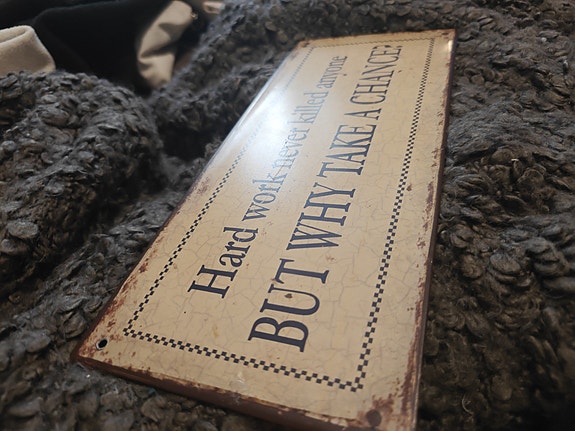 Hard work never killed anyone
BUT WHY TAKE A CHANCE?